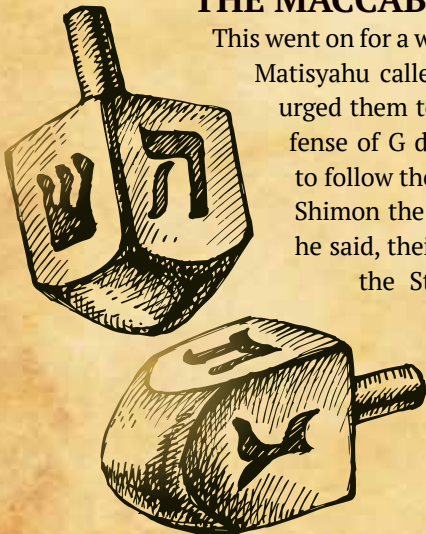 THE MACCAB
This went on for a w
Matisyahu calle
urged them to
fense of G d
to follow the
Shimon the
he said, thei
the St
ש ה
נ
ג